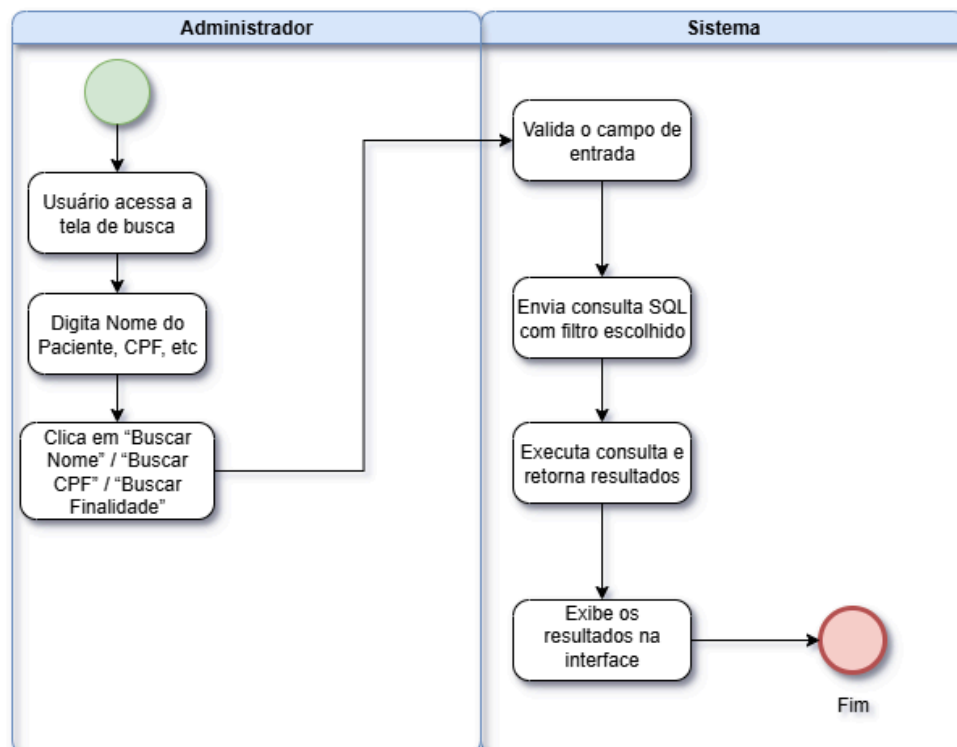 Administrador
Sistema
Usuário acessa a
tela de busca
Digita Nome do
Paciente, CPF, etc
Clica em “Buscar
Nome” / “Buscar
CPF” / “Buscar
Finalidade”
Valida o campo de
entrada
Envia consulta SQL
com filtro escolhido
Executa consulta e
retorna resultados
Exibe os
resultados na
interface
Fim